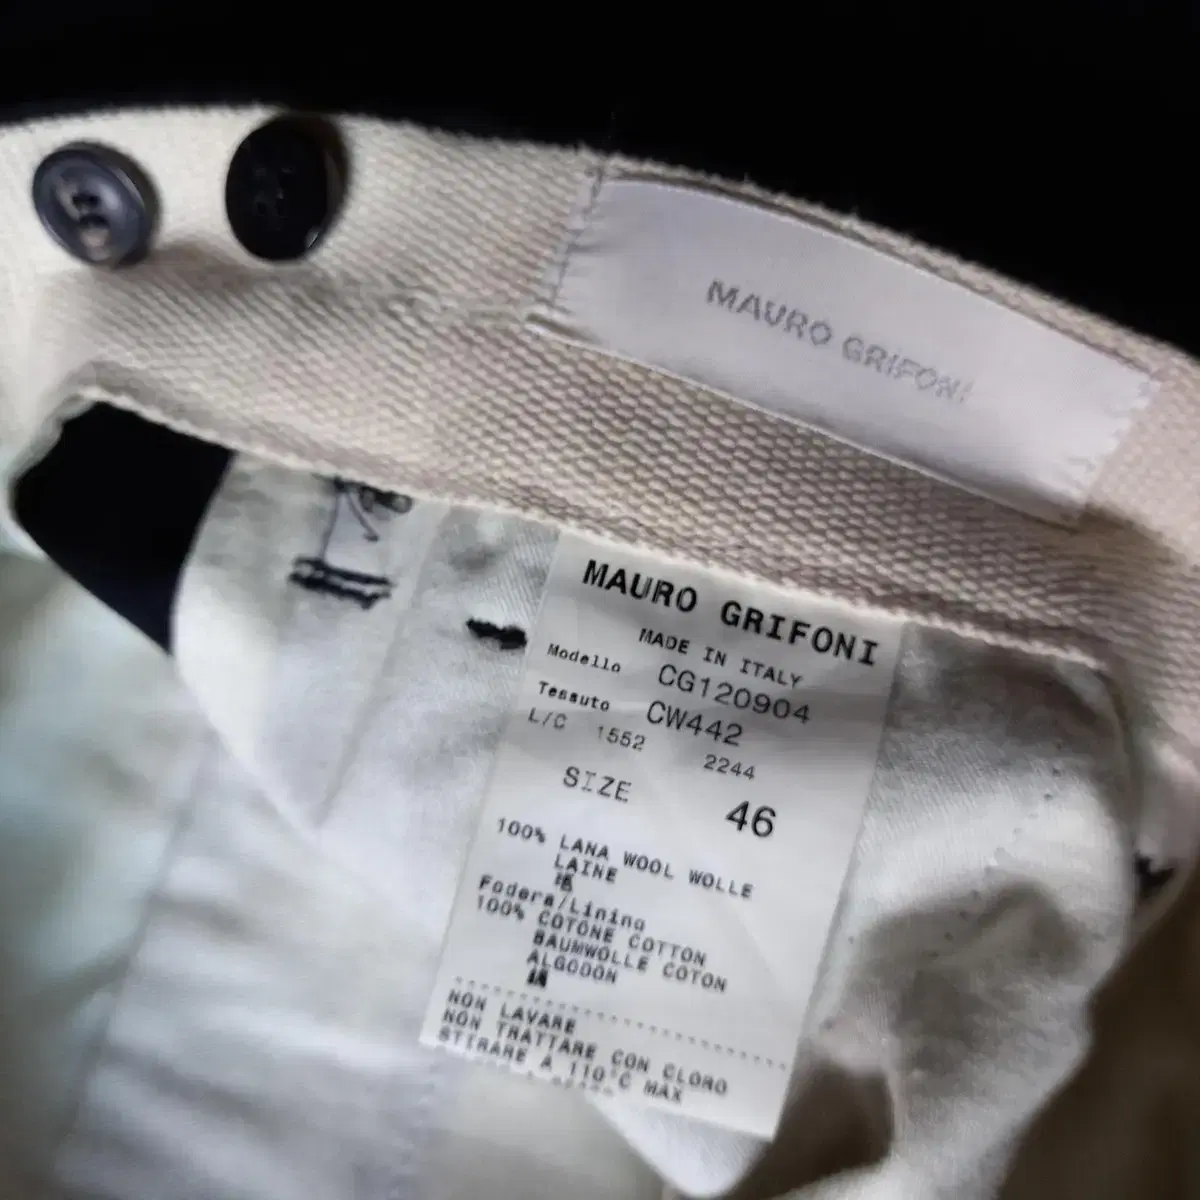 MAURO GRIFONI
MAURO GRIFONI
MADE IN ITALY
Modello CG120904
Tessuto CW442
L/C 1552 2244
SIZE 46
100% LANA WOOL WOLLE
LAINE
Fodera/Lining
100% COTONE COTTON
BAUMWOLLE COTON
ALGODON
NON LAVARE
NON TRATTARE CON CLORO
STIRARE A 110°C MAX